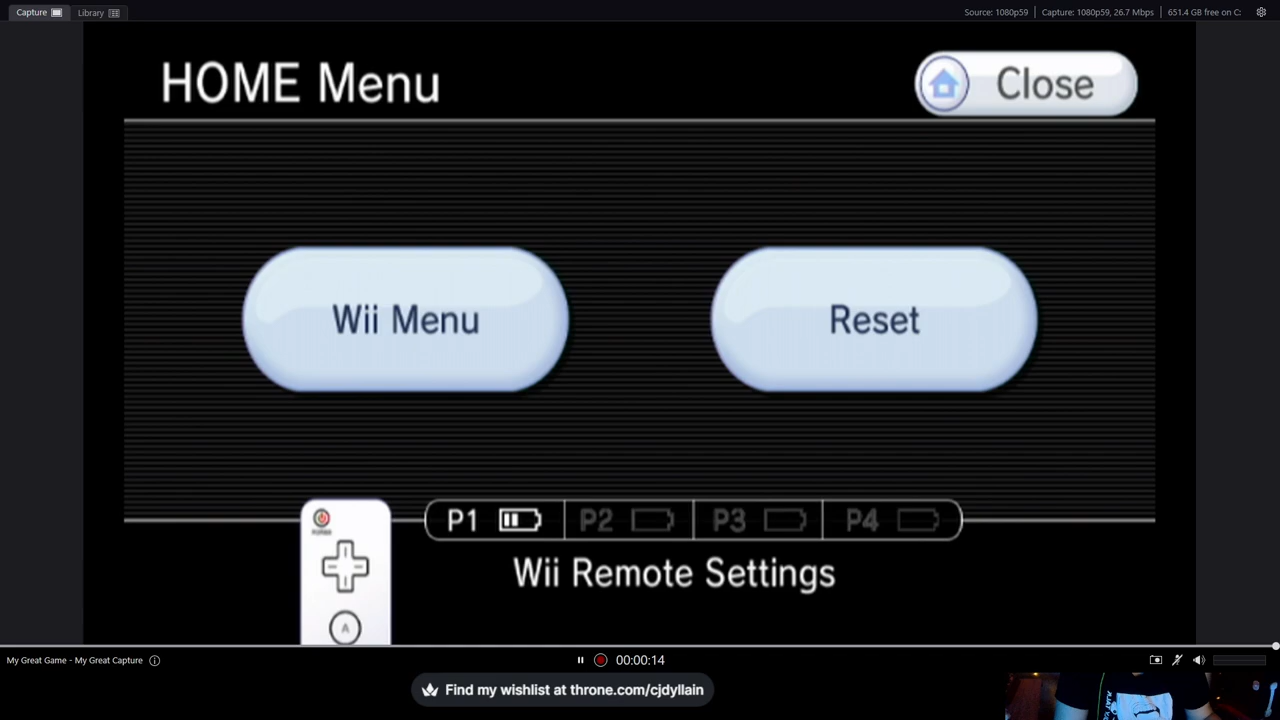 Capture
Library
Source: 1080p59
Capture: 1080p59, 26.7 Mbps
651.4 GB free on C:
HOME Menu
Close
Wii Menu
Reset
P1
P2
P3
P4
Wii Remote Settings
A
My Great Game - My Great Capture
00:00:14
Find my wishlist at throne.com/cjdyllain